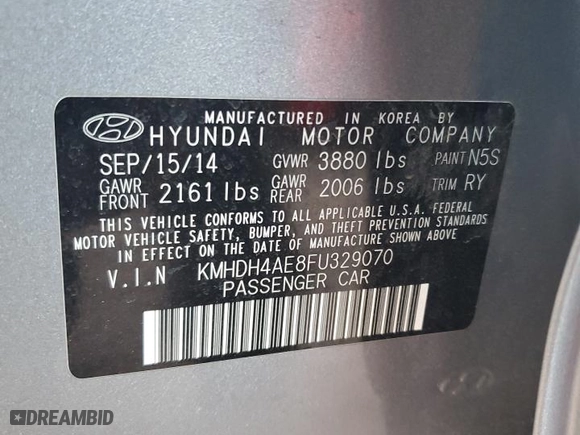 MANUFACTURED IN KOREA BY
HYUNDAI MOTOR COMPANY
SEP/15/14 GVWR 3880 lbs PAINT N5S
GAWR FRONT 2161 lbs GAWR REAR 2006 lbs TRIM RY
THIS VEHICLE CONFORMS TO ALL APPLICABLE U.S.A. FEDERAL
MOTOR VEHICLE SAFETY, BUMPER, AND THEFT PREVENTION STANDARDS
IN EFFECT ON THE DATE OF MANUFACTURE SHOWN ABOVE.
V.I.N KMHDH4AE8FU329070
PASSENGER CAR
DREAMBID